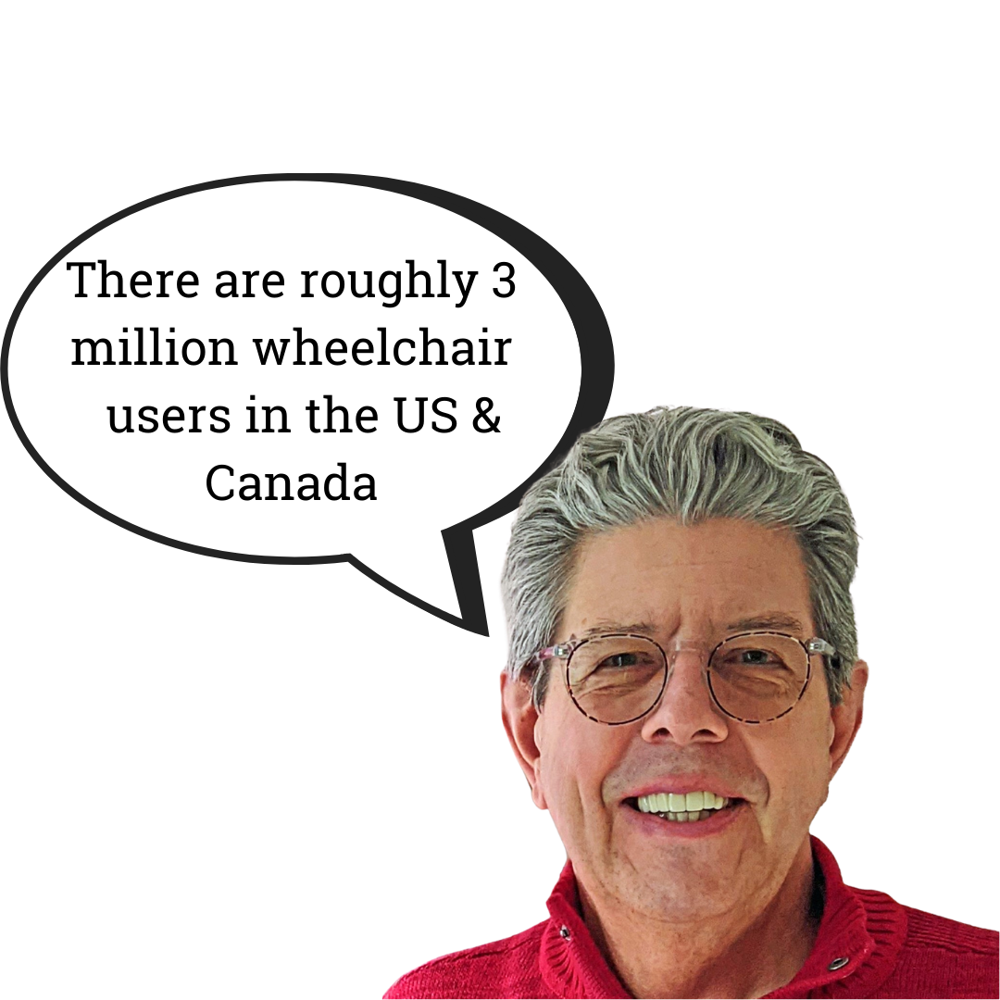 There are roughly 3
million wheelchair
users in the US &
Canada